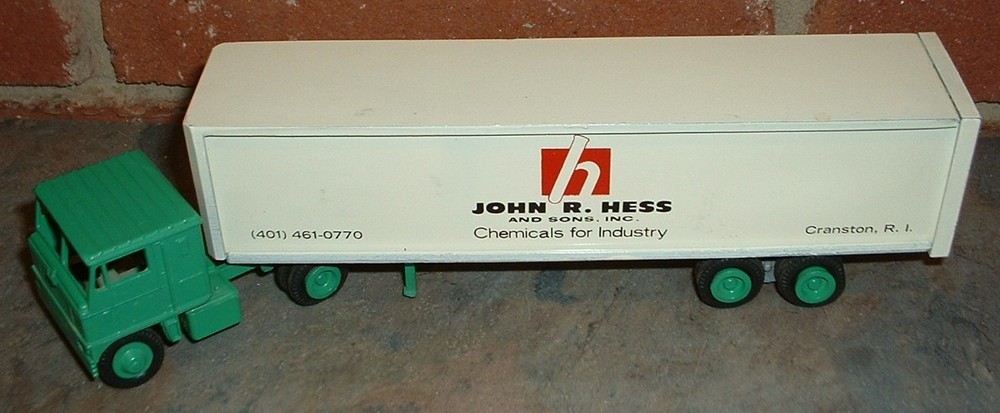 h
JOHN R. HESS
AND SONS, INC.
Chemicals for Industry
(401) 461-0770
Cranston, R. I.